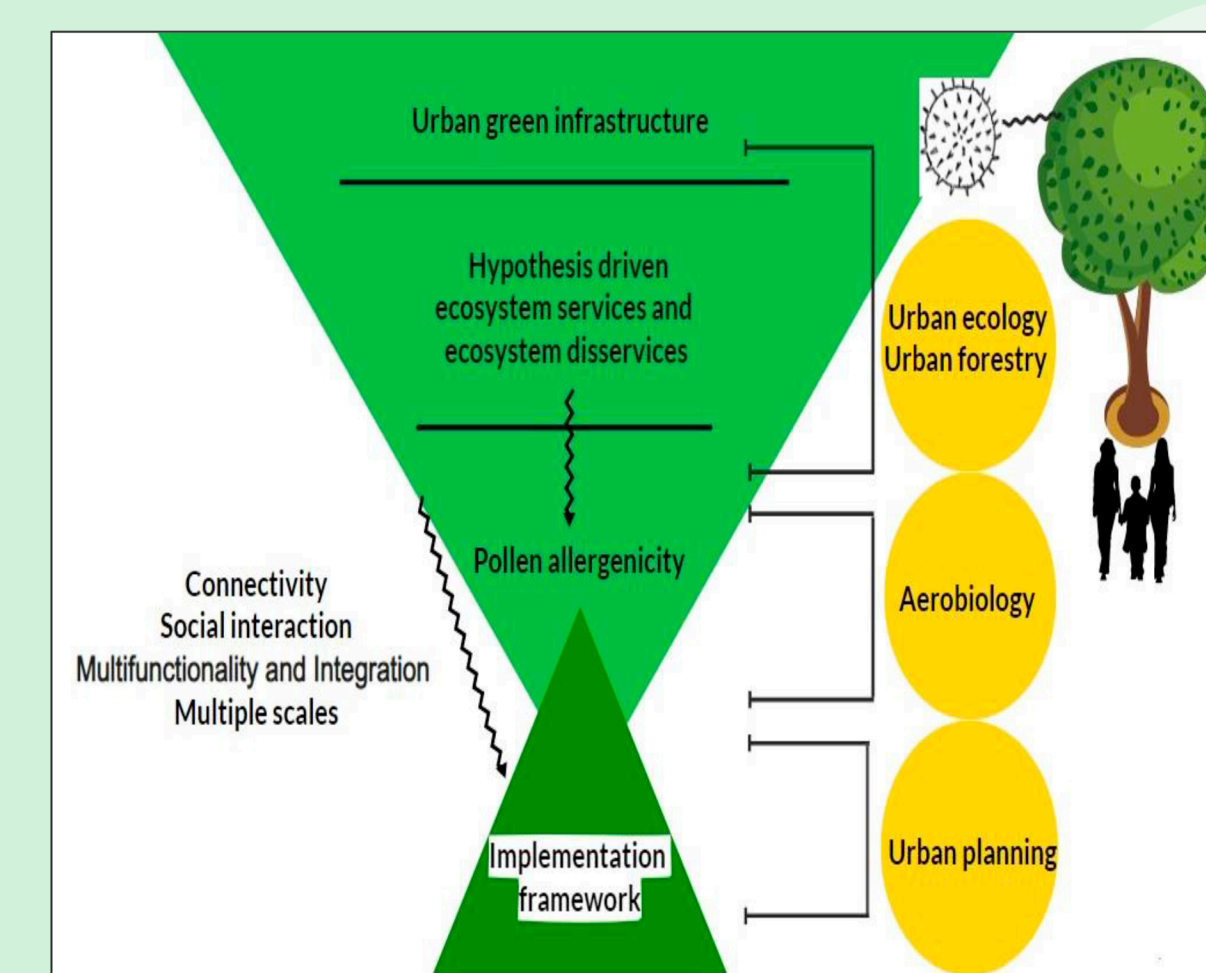 Urban green infrastructure
Hypothesis driven
ecosystem services and
ecosystem disservices
Pollen allergenicity
Connectivity
Social interaction
Multifunctionality and Integration
Multiple scales
Implementation
framework
Urban ecology
Urban forestry
Aerobiology
Urban planning